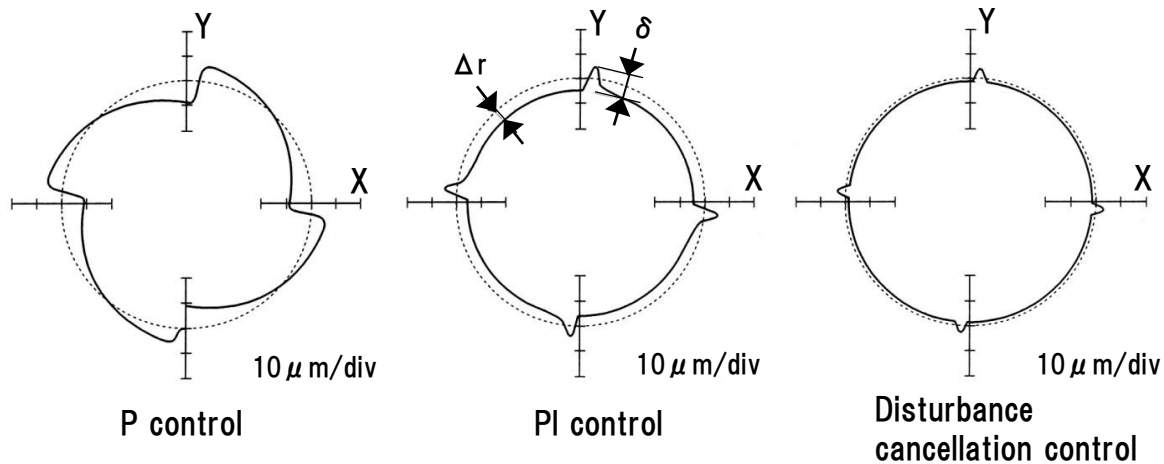 Y
X
10μm/div
P control
Δr
Y
δ
X
10μm/div
PI control
Y
X
10μm/div
Disturbance
cancellation control